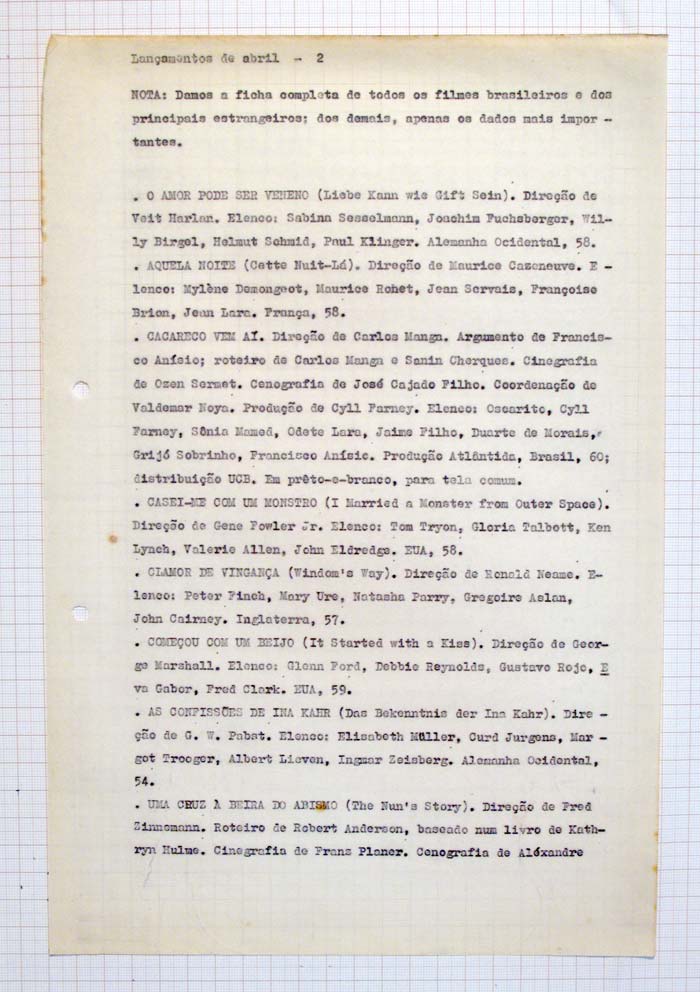 Lançamentos de abril - 2
NOTA: Damos a ficha completa de todos os filmes brasileiros e dos
principais estrangeiros; dos demais, apenas os dados mais impor -
tantes.
. O AMOR PODE SER VENENO (Liebe Kann wie Gift Sein). Direção de
Veit Harlan. Elenco: Sabina Sesselmann, Joachim Fuchsberger, Wil-
ly Birgel, Helmut Schmid, Paul Klinger. Alemanha Ocidental, 58.
. AQUELA NOITE (Cette Nuit-Lá). Direção de Maurice Cazeneuve. E -
lenco: Mylène Demongeot, Maurice Ronet, Jean Servais, Françoise
Brion, Jean Lara. França, 58.
. CACARECO VEM AÍ. Direção de Carlos Manga. Argumento de Francis-
co Anísio; roteiro de Carlos Manga e Sanin Cherques. Cinegrafia
de Ozen Sermet. Cenografia de José Cajado Filho. Coordenação de
Valdemar Noya. Produção de Cyll Farney. Elenco: Oscarito, Cyll
Farney, Sônia Mamed, Odete Lara, Jaime Filho, Duarte de Morais,
Grijó Sobrinho, Francisco Anísio. Produção Atlântida, Brasil, 60;
distribuição UCB. Em prêto-e-branco, para tela comum.
. CASEI-ME COM UM MONSTRO (I Married a Monster from Outer Space).
Direção de Gene Fowler Jr. Elenco: Tom Tryon, Gloria Talbott, Ken
Lynch, Valerie Allen, John Eldredge. EUA, 58.
. CLAMOR DE VINGANÇA (Windom's Way). Direção de Ronald Neame. E-
lenco: Peter Finch, Mary Ure, Natasha Parry, Gregoire Aslan,
John Cairney. Inglaterra, 57.
. COMEÇOU COM UM BEIJO (It Started with a Kiss). Direção de Geor-
ge Marshall. Elenco: Glenn Ford, Debbie Reynolds, Gustavo Rojo, E
va Gabor, Fred Clark. EUA, 59.
. AS CONFISSÕES DE INA KAHR (Das Bekenntnis der Ina Kahr). Dire -
ção de G. W. Pabst. Elenco: Elisabeth Müller, Curd Jurgens, Mar -
got Trooger, Albert Lieven, Ingmar Zeisberg. Alemanha Ocidental,
54.
. UMA CRUZ À BEIRA DO ABISMO (The Nun's Story). Direção de Fred
Zinnemann. Roteiro de Robert Anderson, baseado num livro de Kath-
ryn Hulme. Cinegrafia de Franz Planer. Cenografia de Aléxandre